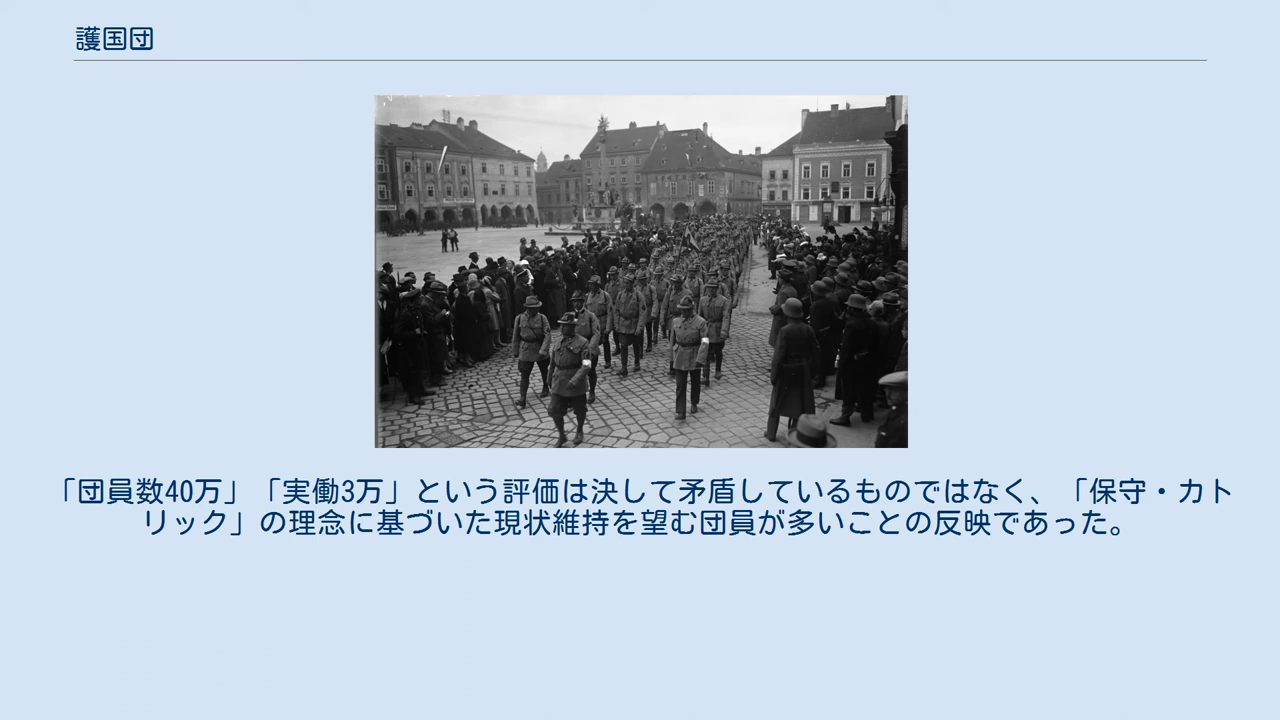 護国団
「団員数40万」「実働3万」という評価は決して矛盾しているものではなく、「保守・カト
リック」の理念に基づいた現状維持を望む団員が多いことの反映であった。